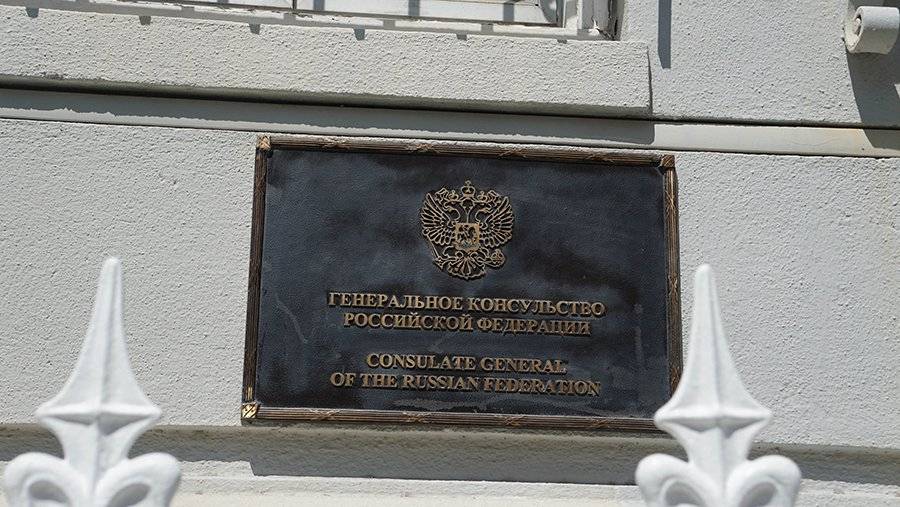 ГЕНЕРАЛЬНОЕ КОНСУЛЬСТВО
РОССИЙСКОЙ ФЕДЕРАЦИИ
CONSULATE GENERAL
OF THE RUSSIAN FEDERATION